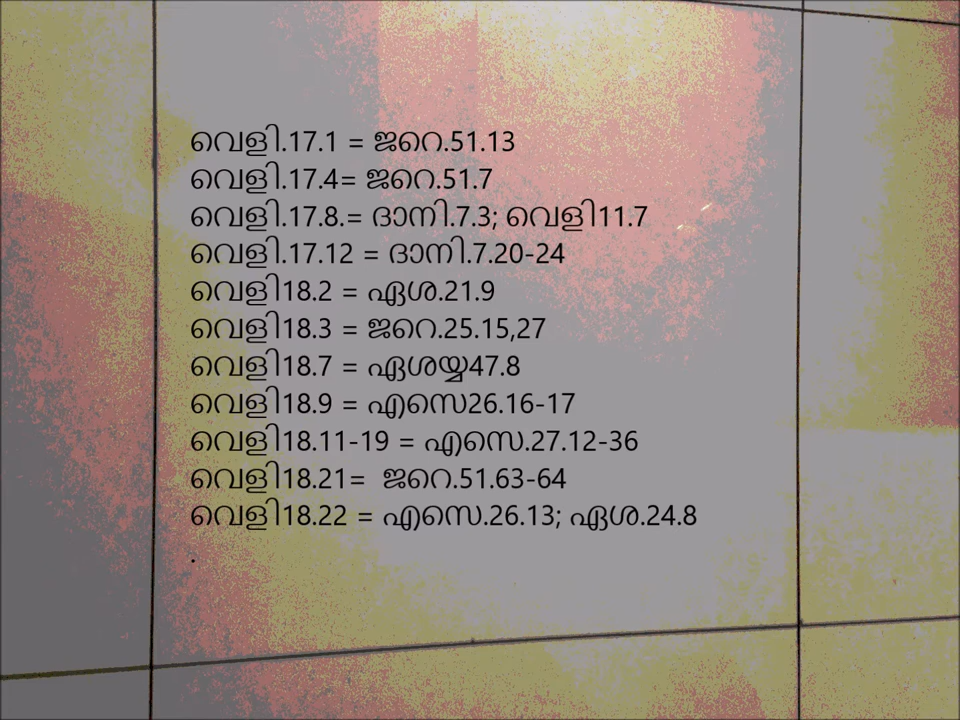 വെളി.17.1 = ജറെ.51.13
വെളി.17.4= ജറെ.51.7
വെളി.17.8.= ദാനി.7.3; വെളി11.7
വെളി.17.12 = ദാനി.7.20-24
വെളി18.2 = ഏശ.21.9
വെളി18.3 = ജറെ.25.15,27
വെളി18.7 = ഏശയ്യ47.8
വെളി18.9 = എസെ26.16-17
വെളി18.11-19 = എസെ.27.12-36
വെളി18.21=  ജറെ.51.63-64
വെളി18.22 = എസെ.26.13; ഏശ.24.8
.